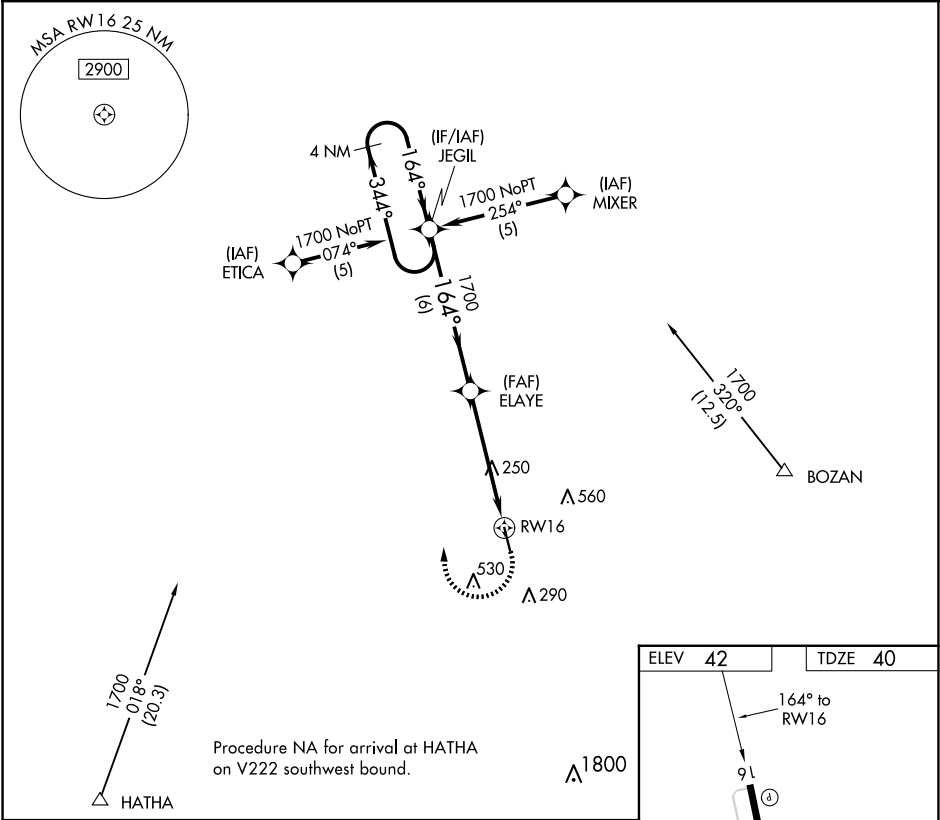 MSA RW16 25 NM
2900
4 NM
164°
344°
(IF/IAF)
JEGIL
1700 NoPT
254°
(5)
(IAF)
MIXER
1700 NoPT
074°
(5)
(IAF)
ETICA
1700
164°
(6)
(FAF)
ELAYE
1700
320°
(12.5)
BOZAN
250
560
RW16
530
290
1700
018°
(20.3)
HATHA
Procedure NA for arrival at HATHA
on V222 southwest bound.
1800
ELEV 42
TDZE 40
164° to
RW16
16
P